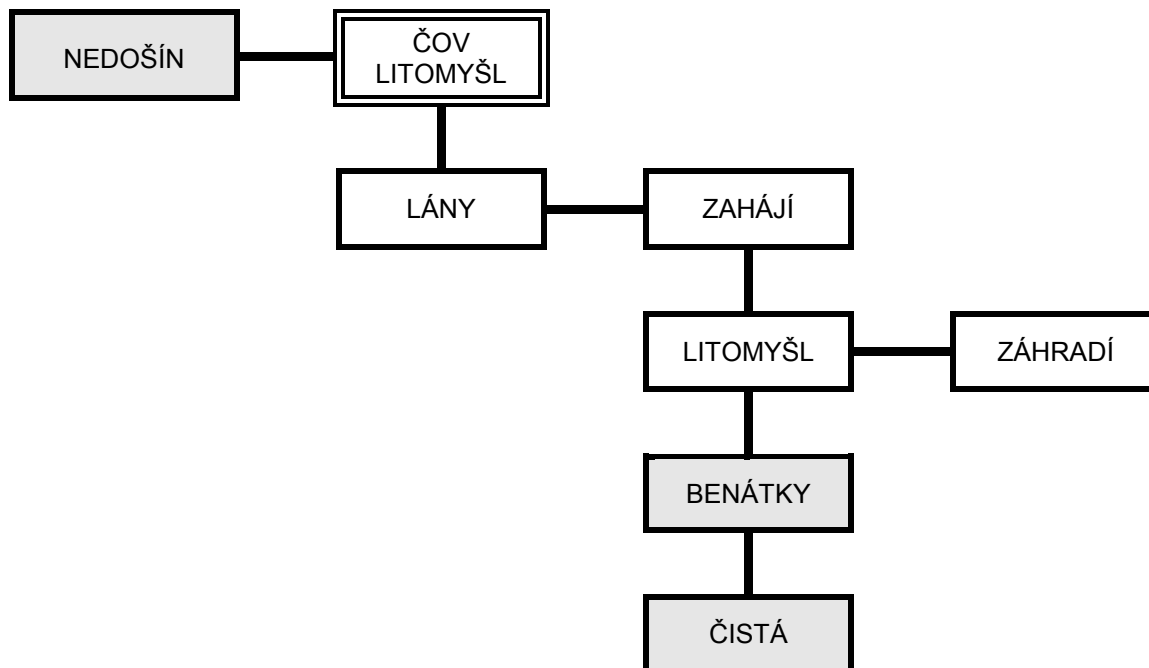 NEDOŠÍN
ČOV
LITOMYŠL
LÁNY
ZAHÁJÍ
LITOMYŠL
ZÁHRADÍ
BENÁTKY
ČISTÁ